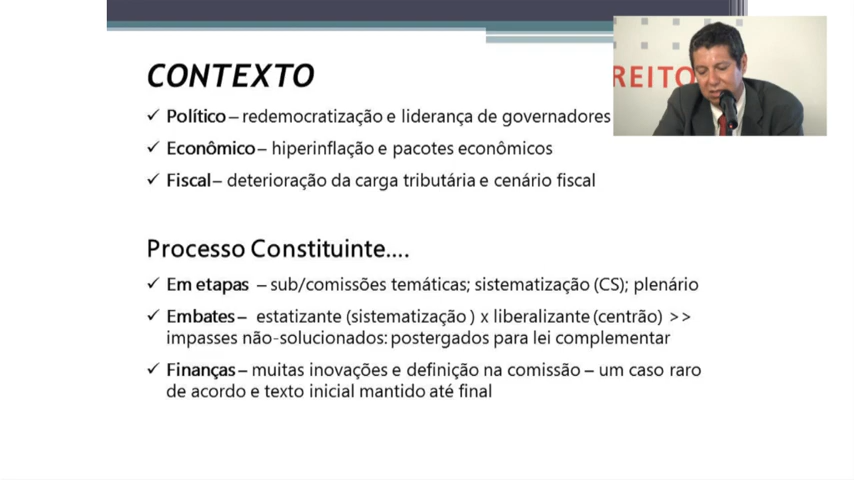 CONTEXTO
REITO
✓ Político – redemocratização e liderança de governadores
✓ Econômico – hiperinflação e pacotes econômicos
✓ Fiscal – deterioração da carga tributária e cenário fiscal
Processo Constituinte....
✓ Em etapas – sub/comissões temáticas; sistematização (CS); plenário
✓ Embates – estatizante (sistematização ) x liberalizante (centrão) >>
impasses não-solucionados: postergados para lei complementar
✓ Finanças – muitas inovações e definição na comissão – um caso raro
de acordo e texto inicial mantido até final